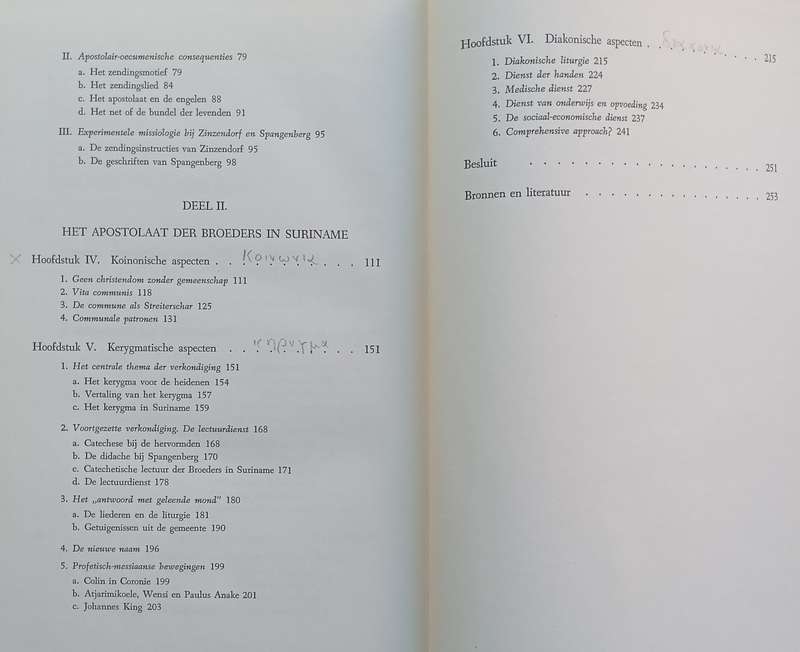 II. Apostolair-oecumenische consequenties 79
a. Het zendingsmotief 79
b. Het zendingslied 84
c. Het apostolaat en de engelen 88
d. Het net of de bundel der levenden 91
III. Experimentele missiologie bij Zinzendorf en Spangenberg 95
a. De zendingsinstructies van Zinzendorf 95
b. De geschriften van Spangenberg 98
DEEL II.
HET APOSTOLAAT DER BROEDERS IN SURINAME
Hoofdstuk IV. Koinonische aspecten . . . . . . . . . . 111
Κοινωνια
1. Geen christendom zonder gemeenschap 111
2. Vita communis 118
3. De commune als Streiterschar 125
4. Communale patronen 131
Hoofdstuk V. Kerygmatische aspecten . . . . . . . . . 151
κηρυγμα
1. Het centrale thema der verkondiging 151
a. Het kerygma voor de heidenen 154
b. Vertaling van het kerygma 157
c. Het kerygma in Suriname 159
2. Voortgezette verkondiging. De lectuurdienst 168
a. Catechese bij de hervormden 168
b. De didache bij Spangenberg 170
c. Catechetische lectuur der Broeders in Suriname 171
d. De lectuurdienst 178
3. Het „antwoord met geleende mond" 180
a. De liederen en de liturgie 181
b. Getuigenissen uit de gemeente 190
4. De nieuwe naam 196
5. Profetisch-messiaanse bewegingen 199
a. Colin in Coronie 199
b. Atjarimikoele, Wensi en Paulus Anake 201
c. Johannes King 203
Hoofdstuk VI. Diakonische aspecten . . . . . . . . . 215
1. Diakonische liturgie 215
2. Dienst der handen 224
3. Medische dienst 227
4. Dienst van onderwijs en opvoeding 234
5. De sociaal-economische dienst 237
6. Comprehensive approach? 241
Besluit . . . . . . . . . . . . . . . . . . . . 251
Bronnen en literatuur . . . . . . . . . . . . . . . 253